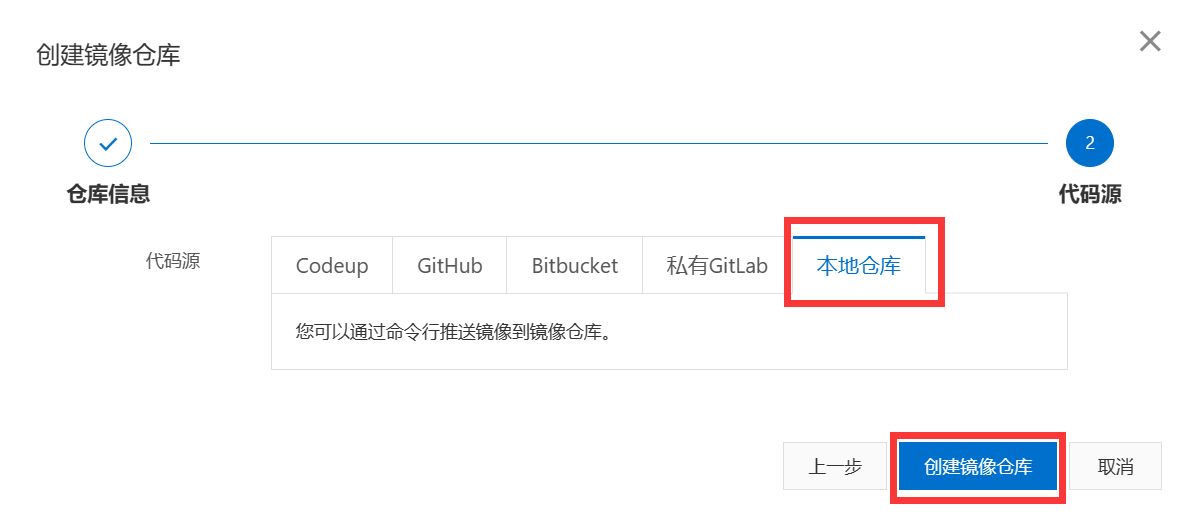 创建镜像仓库
2
仓库信息
代码源
代码源
Codeup
GitHub
Bitbucket
私有GitLab
本地仓库
您可以通过命令行推送镜像到镜像仓库。
上一步
创建镜像仓库
取消